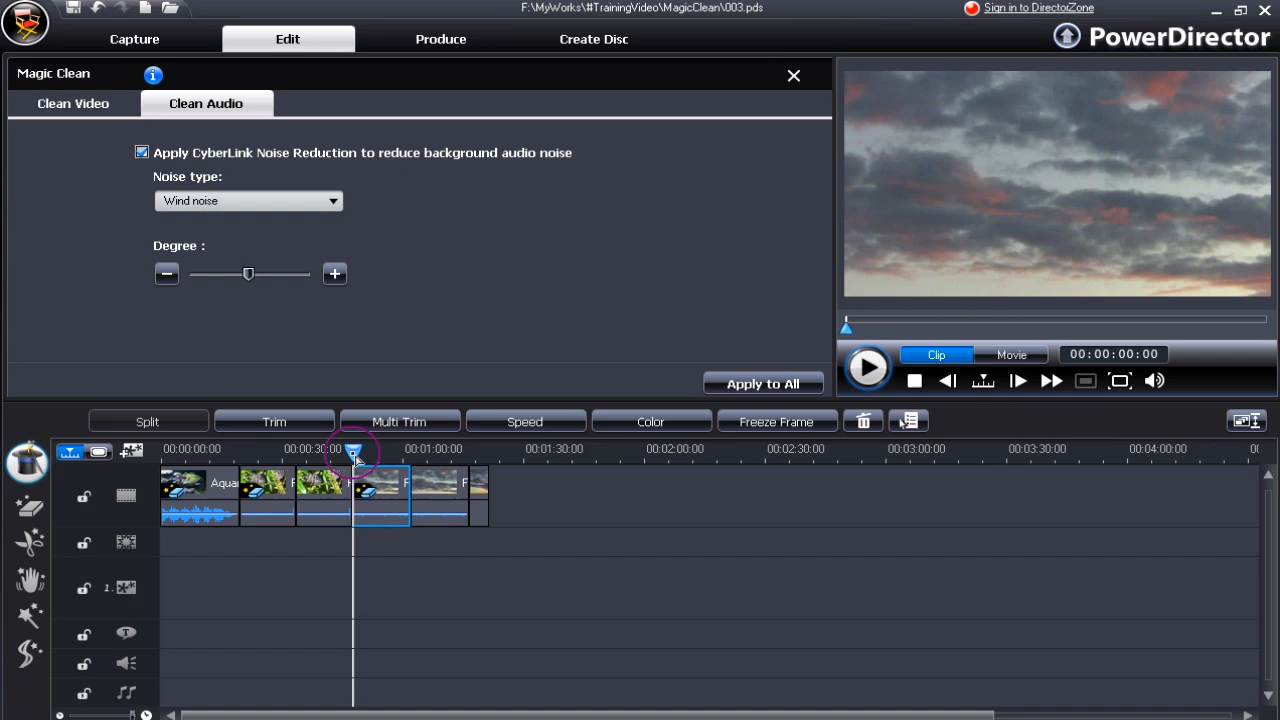 F:\MyWorks\#TrainingVideo\MagicClean\003.pds
Sign in to DirectorZone
Capture
Edit
Produce
Create Disc
PowerDirector
Magic Clean
Clean Video
Clean Audio
Apply CyberLink Noise Reduction to reduce background audio noise
Noise type:
Wind noise
Degree :
Apply to All
Clip
Movie
00:00:00:00
Split
Trim
Multi Trim
Speed
Color
Freeze Frame
00:00:00:00 00:00:30:00 00:01:00:00 00:01:30:00 00:02:00:00 00:02:30:00 00:03:00:00 00:03:30:00 00:04:00:00 00
Aqua F F F
1.
T